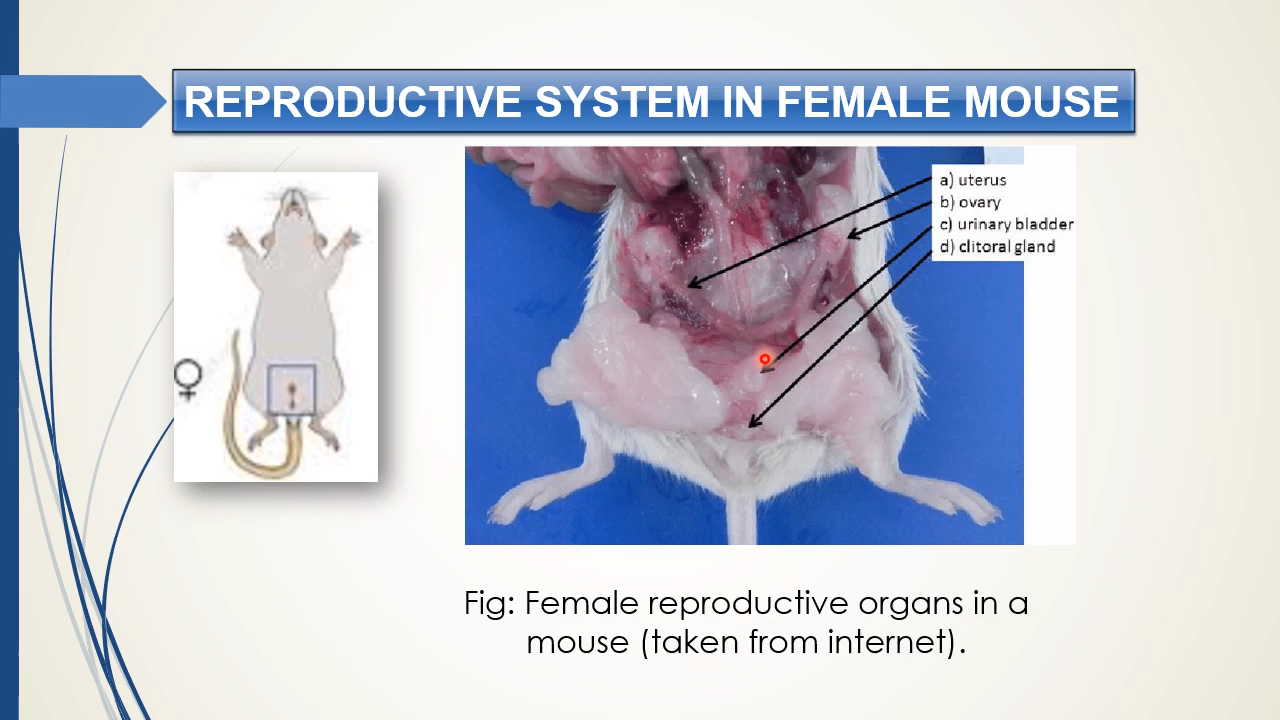 REPRODUCTIVE SYSTEM IN FEMALE MOUSE
a) uterus
b) ovary
c) urinary bladder
d) clitoral gland
♀
Fig: Female reproductive organs in a
mouse (taken from internet).